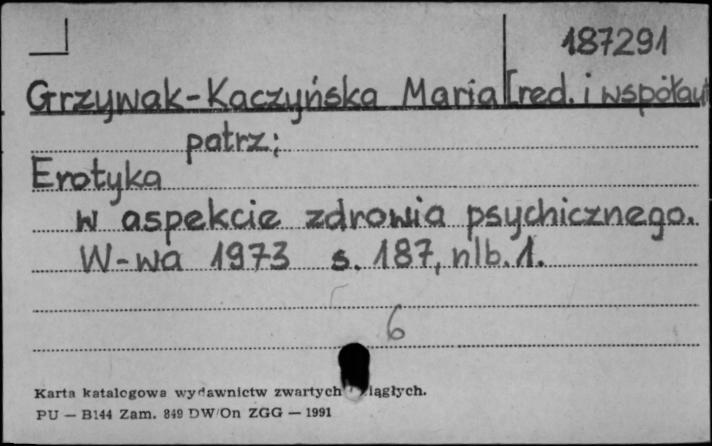 187291
Grzywak-Kaczyńska Maria [red. i współaut
patrz:
Erotyka
w aspekcie zdrowia psychicznego.
W-wa 1973 s. 187, nlb. 1.
6
Karta katalogowa wydawnictw zwartych
PU — B144 Zam. 849 DW/On ZGG — 1991